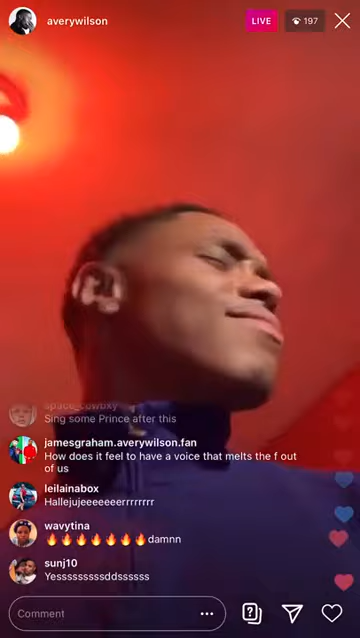 averywilson
LIVE
197
space_cowbxy
Sing some Prince after this
jamesgraham.averywilson.fan
How does it feel to have a voice that melts the f out
of us
leilainabox
Hallejujeeeeeerrrrrrrr
wavytina
🔥🔥🔥🔥🔥🔥🔥damnn
sunj10
Yesssssssssddssssss
Comment